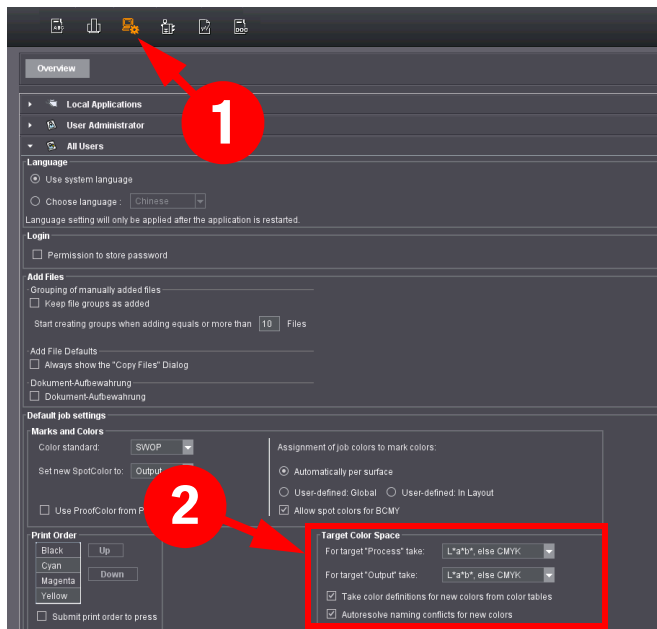 ABC
DOC
Overview
1
Local Applications
User Administrator
All Users
Language
Use system language
Choose language : Chinese
Language setting will only be applied after the application is restarted.
Login
Permission to store password
Add Files
Grouping of manually added files
Keep file groups as added
Start creating groups when adding equals or more than 10 Files
Add File Defaults
Always show the "Copy Files" Dialog
Dokument-Aufbewahrung
Dokument-Aufbewahrung
Default job settings
Marks and Colors
Color standard: SWOP
Assignment of job colors to mark colors:
Set new SpotColor to: Output
Automatically per surface
User-defined: Global User-defined: In Layout
Use ProofColor from P
Allow spot colors for BCMY
2
Print Order
Black Up
Cyan
Magenta Down
Yellow
Submit print order to press
Target Color Space
For target "Process" take: L*a*b*, else CMYK
For target "Output" take: L*a*b*, else CMYK
Take color definitions for new colors from color tables
Autoresolve naming conflicts for new colors